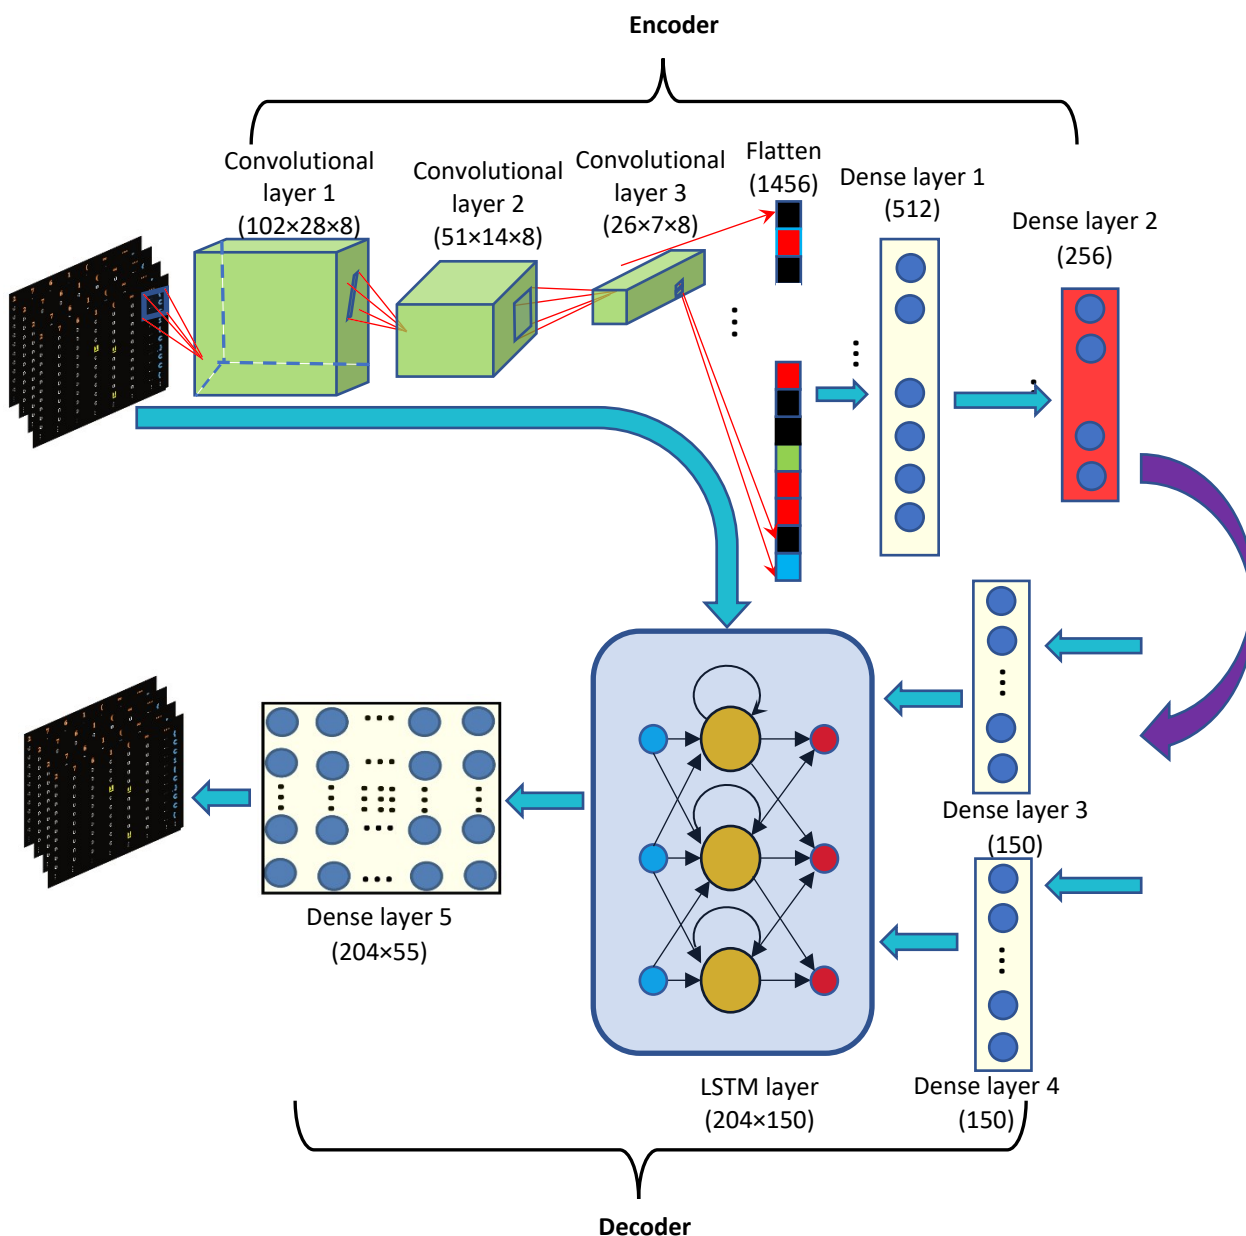 Encoder
Convolutional
layer 1
(102×28×8)
Convolutional
layer 2
(51×14×8)
Convolutional
layer 3
(26×7×8)
Flatten
(1456)
Dense layer 1
(512)
Dense layer 2
(256)
Dense layer 3
(150)
Dense layer 4
(150)
LSTM layer
(204×150)
Dense layer 5
(204×55)
Decoder